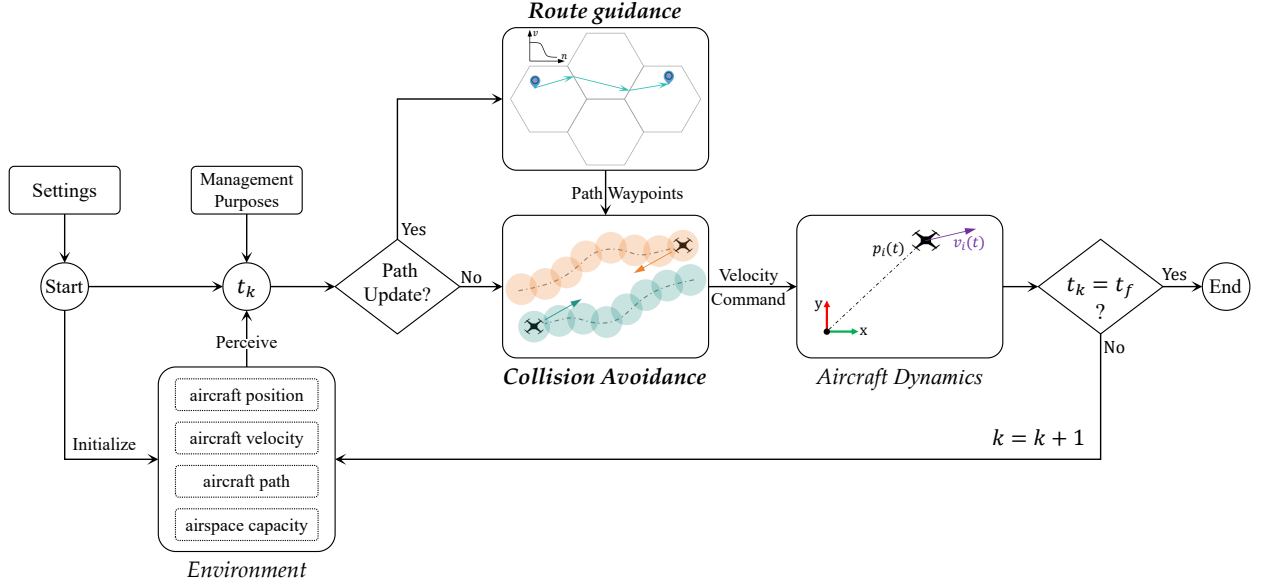 Route guidance
v
n
Settings
Management
Purposes
Path Waypoints
Yes
Start
t_k
Path
Update?
No
Velocity
Command
p_i(t)
v_i(t)
y
x
t_k = t_f
?
Yes
End
No
Perceive
Collision Avoidance
Aircraft Dynamics
aircraft position
aircraft velocity
aircraft path
airspace capacity
Initialize
k = k + 1
Environment